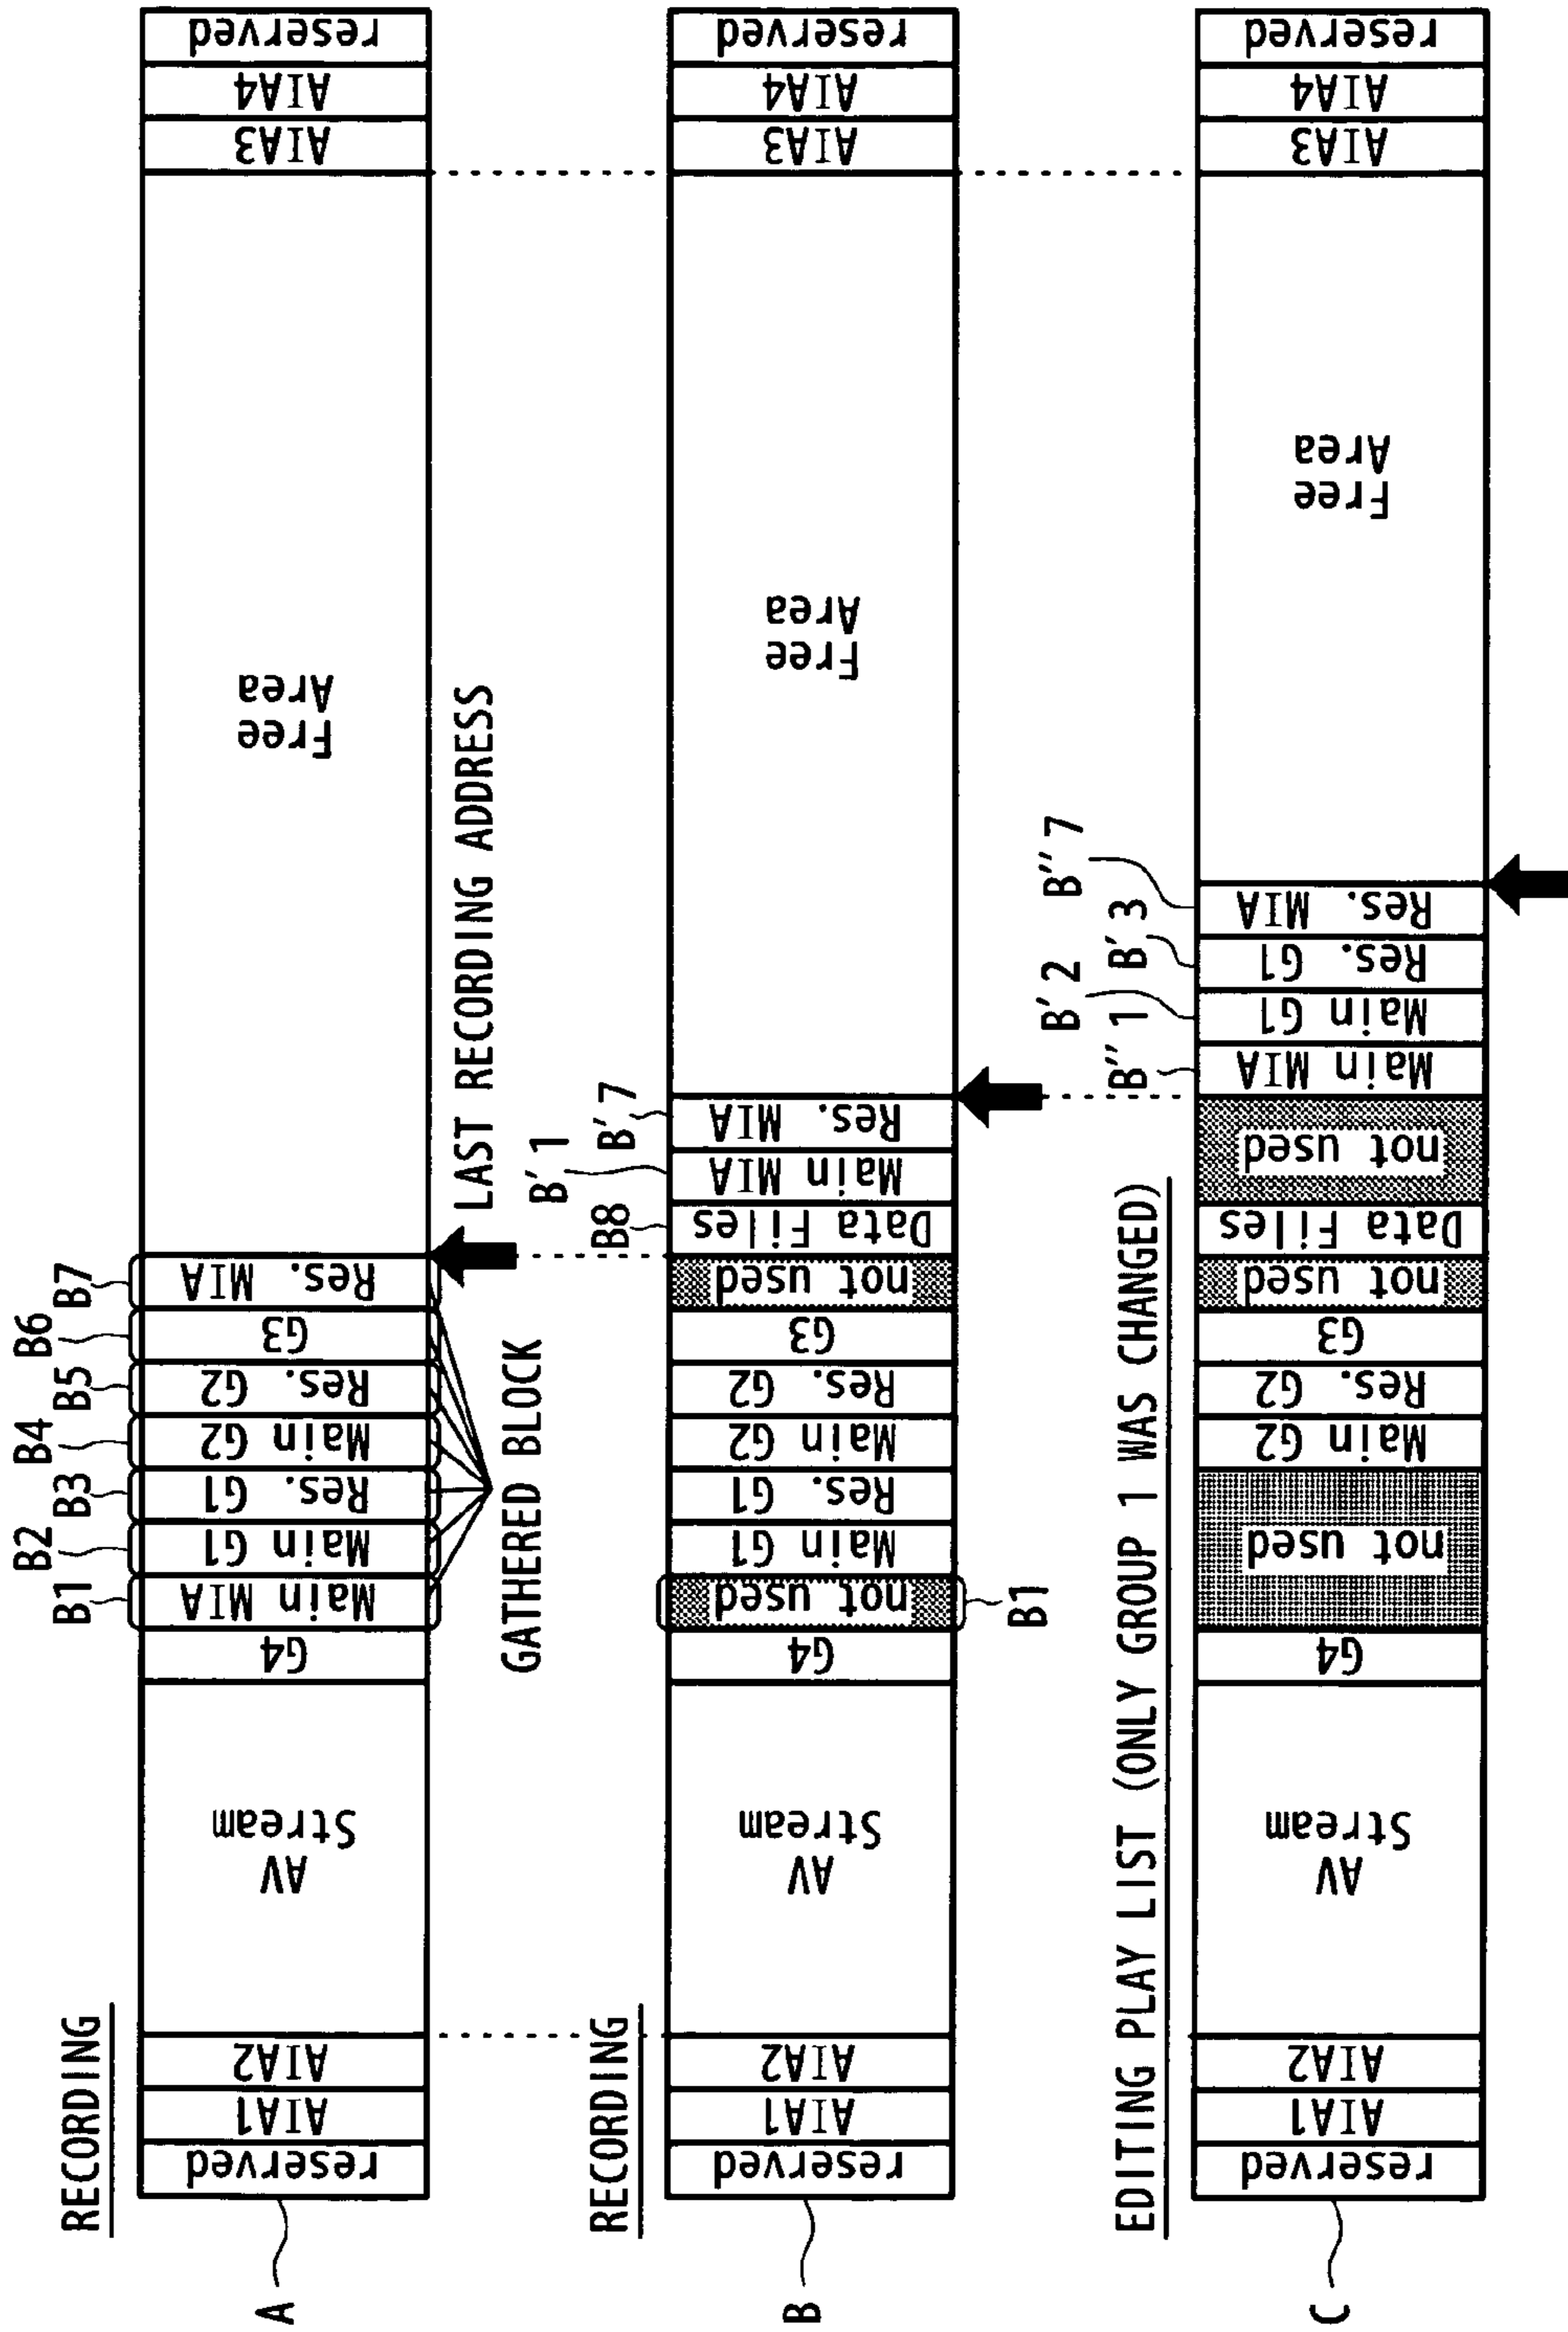 RECORDING
A
reserved
AIA1
AIA2
AV
Stream
G4
Main MIA
Main G1
Res. G1
Main G2
Res. G2
G3
Res. MIA
Free
Area
AIA3
AIA4
reserved
B1
B2
B3
B4
B5
B6
B7
GATHERED BLOCK
LAST RECORDING ADDRESS
RECORDING
B
reserved
AIA1
AIA2
AV
Stream
G4
not used
Main G1
Res. G1
Main G2
Res. G2
G3
not used
Data Files
Main MIA
Res. MIA
Free
Area
AIA3
AIA4
reserved
B1
B8
B'1
B'7
EDITING PLAY LIST (ONLY GROUP 1 WAS CHANGED)
C
reserved
AIA1
AIA2
AV
Stream
G4
not used
Main G2
Res. G2
G3
not used
Data Files
not used
Main MIA
Main G1
Res. G1
Res. MIA
Free
Area
AIA3
AIA4
reserved
B''1
B'2
B'3
B''7